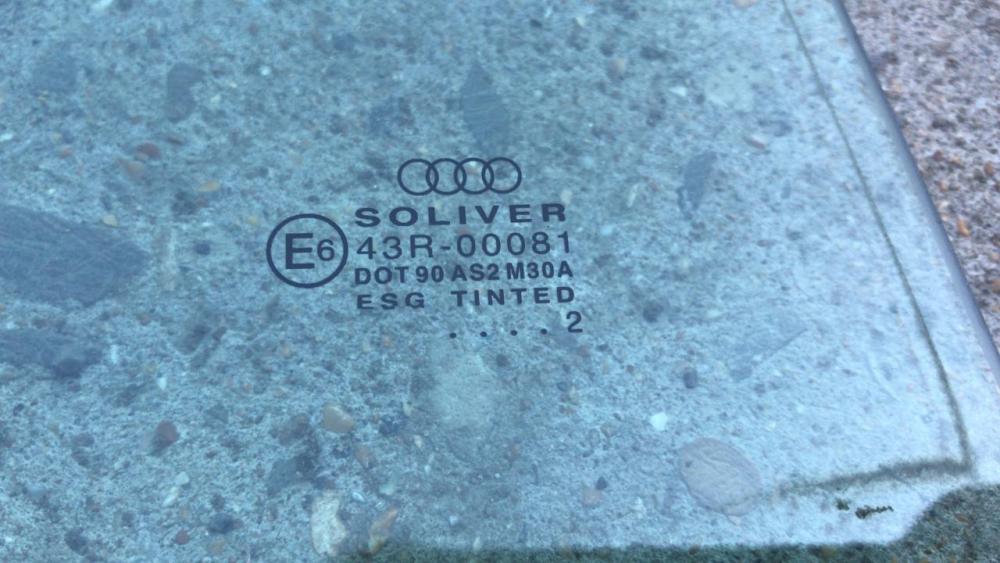 SOLIVER
E6 43R-00081
DOT 90 AS2 M30A
ESG TINTED
. . . . 2